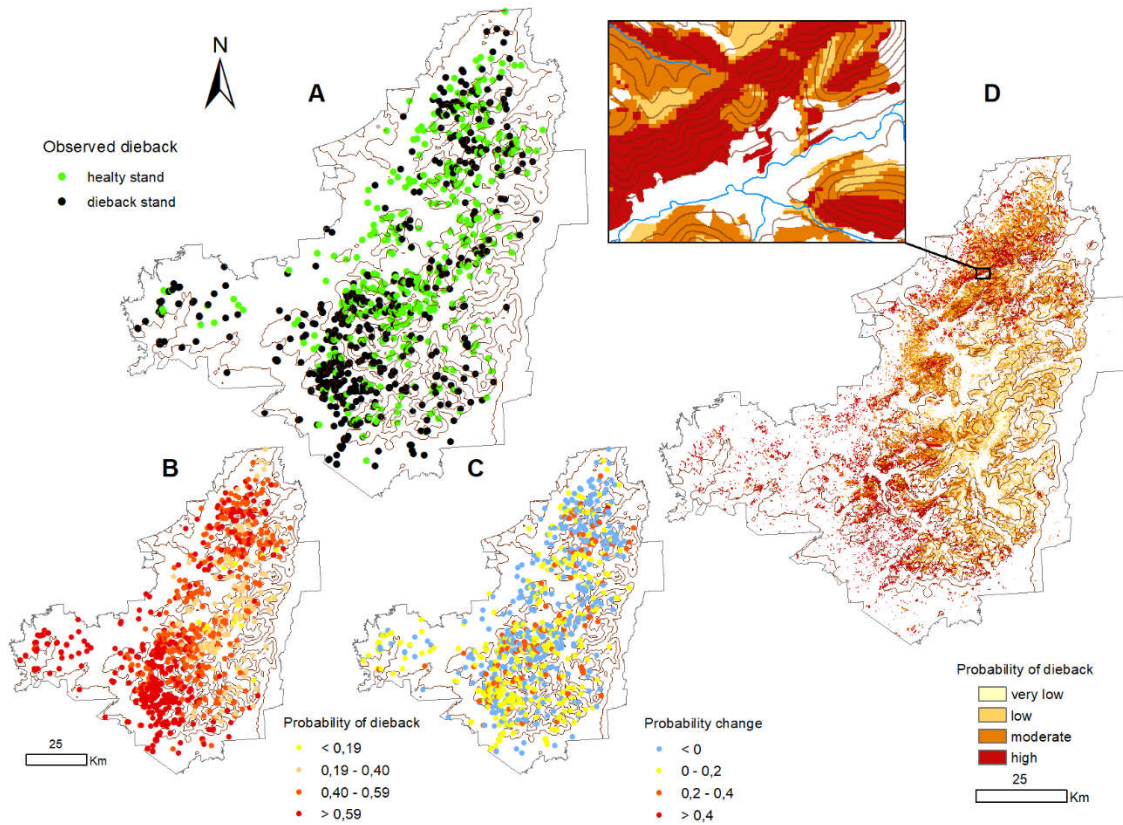 N
A
Observed dieback
healty stand
dieback stand
D
B
C
25
Km
Probability of dieback
< 0,19
0,19 - 0,40
0,40 - 0,59
> 0,59
Probability change
< 0
0 - 0,2
0,2 - 0,4
> 0,4
Probability of dieback
very low
low
moderate
high
25
Km